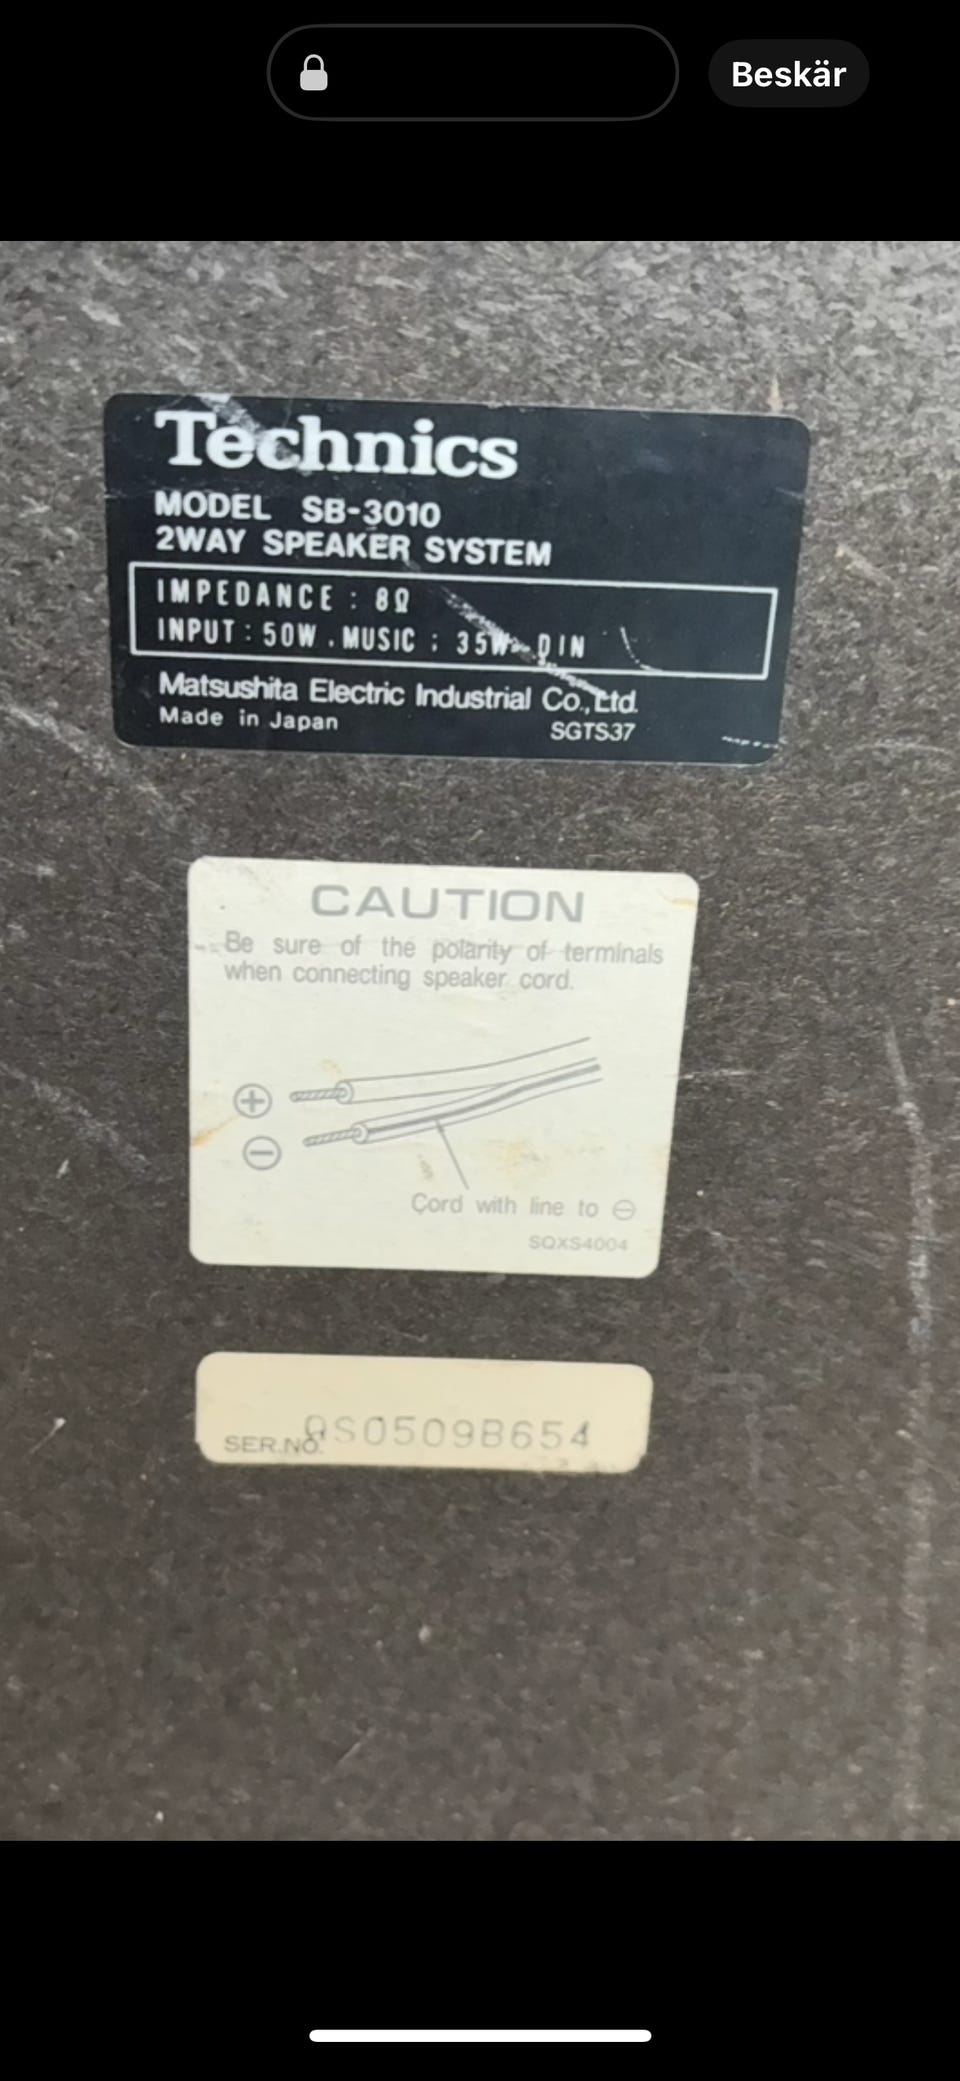 Beskär
Technics
MODEL SB-3010
2WAY SPEAKER SYSTEM
IMPEDANCE : 8Ω
INPUT : 50W . MUSIC ; 35W. DIN
Matsushita Electric Industrial Co., Ltd.
Made in Japan SGTS37
CAUTION
Be sure of the polarity of terminals
when connecting speaker cord.
+
−
Cord with line to ⊖
SQXS4004
SER.NO.